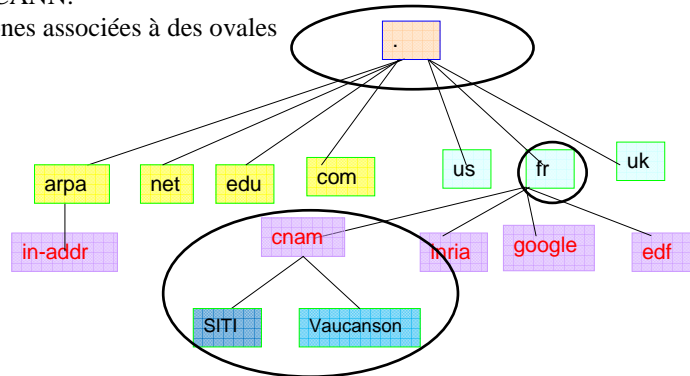 CANN.
ones associées à des ovales
.
arpa net edu com us fr uk
in-addr cnam inria google edf
SITI Vaucanson